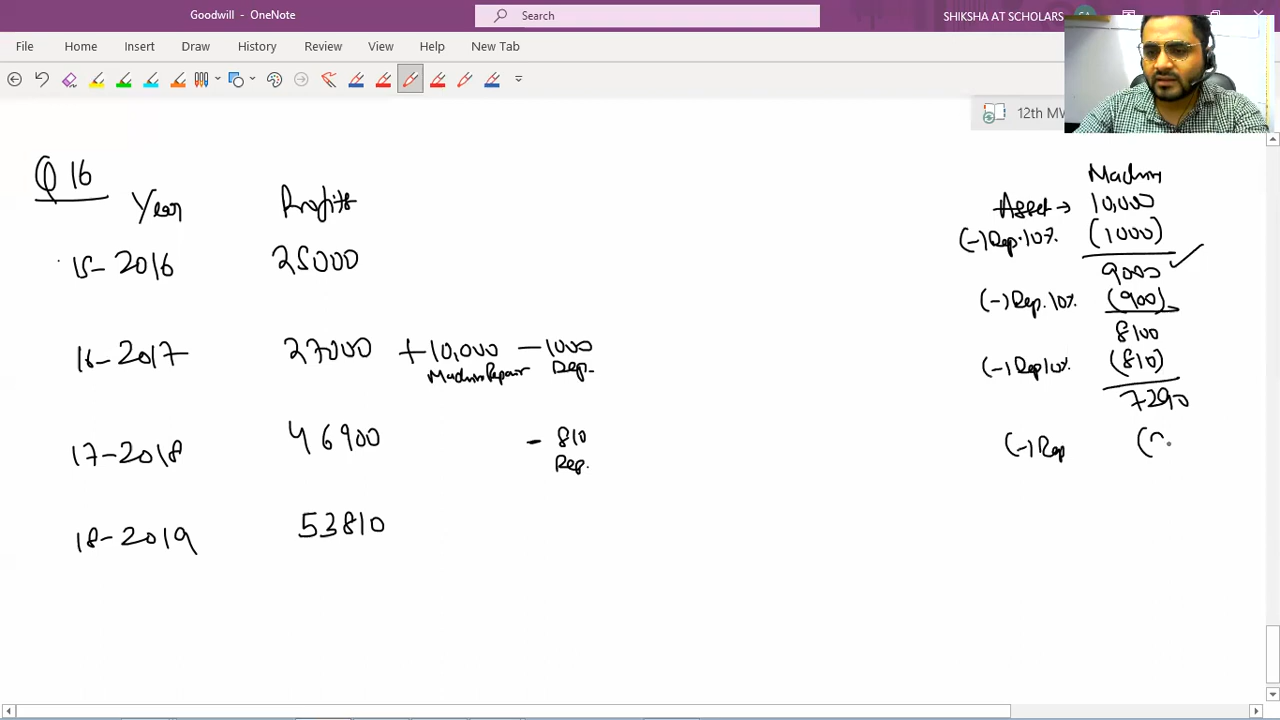 Goodwill - OneNote
Search
SHIKSHA AT SCHOLARS
CA
File Home Insert Draw History Review View Help New Tab
12th MW
Q 16
Year Profits
15-2016 25000
16-2017 27000 +10,000 - 1000
Machine Repair Dep.
17-2018 46900 - 810
Dep.
18-2019 53810
Machine
Asset → 10,000
(-) Dep. 10% (1000)
9000 ✓
(-) Dep. 10% (900)
8100
(-) Dep 10% (810)
7290
(-) Dep (